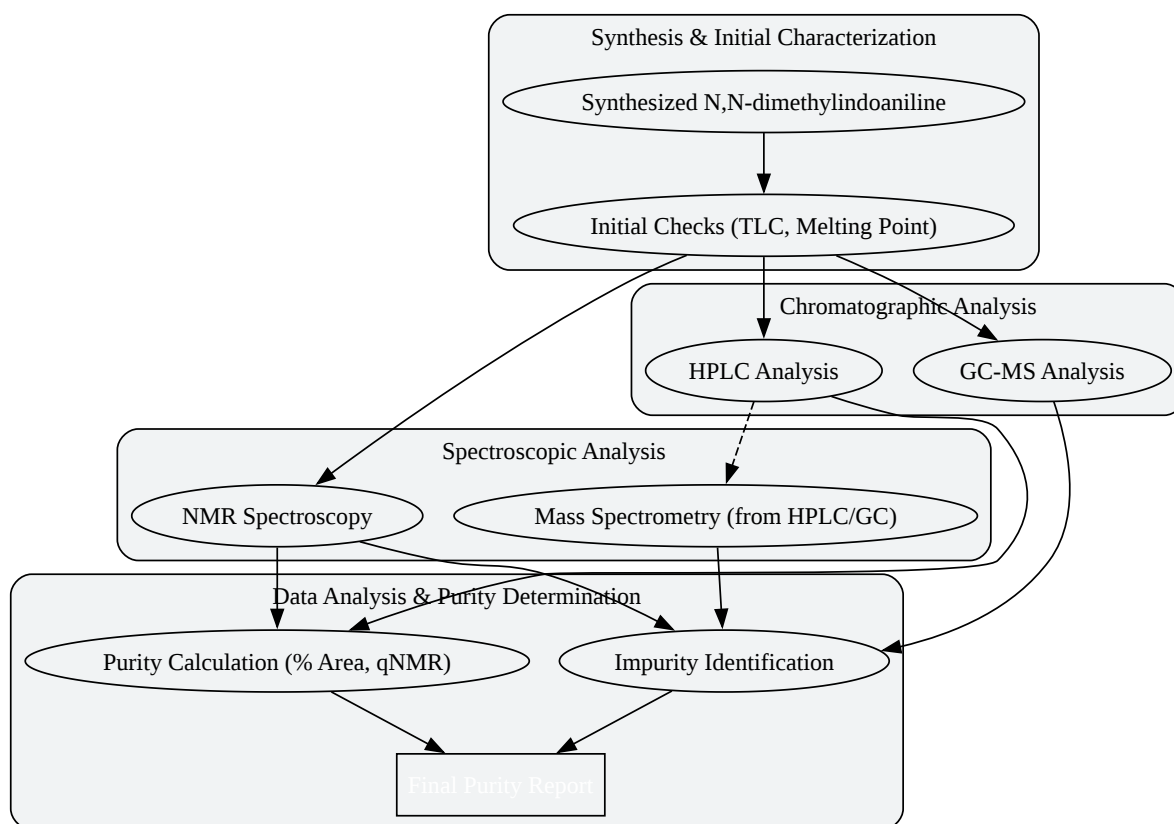 Synthesis & Initial Characterization
Synthesized N,N-dimethylindoaniline
Initial Checks (TLC, Melting Point)
Chromatographic Analysis
HPLC Analysis
GC-MS Analysis
Spectroscopic Analysis
NMR Spectroscopy
Mass Spectrometry (from HPLC/GC)
Data Analysis & Purity Determination
Purity Calculation (% Area, qNMR)
Impurity Identification
Final Purity Report